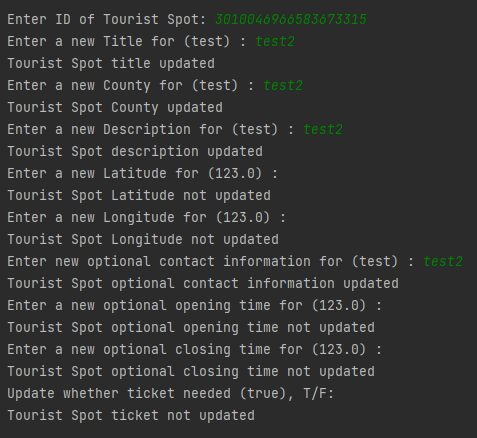 Enter ID of Tourist Spot: 3010046966583673315
Enter a new Title for (test) : test2
Tourist Spot title updated
Enter a new County for (test) : test2
Tourist Spot County updated
Enter a new Description for (test) : test2
Tourist Spot description updated
Enter a new Latitude for (123.0) :
Tourist Spot Latitude not updated
Enter a new Longitude for (123.0) :
Tourist Spot Longitude not updated
Enter new optional contact information for (test) : test2
Tourist Spot optional contact information updated
Enter a new optional opening time for (123.0) :
Tourist Spot optional opening time not updated
Enter a new optional closing time for (123.0) :
Tourist Spot optional closing time not updated
Update whether ticket needed (true), T/F:
Tourist Spot ticket not updated